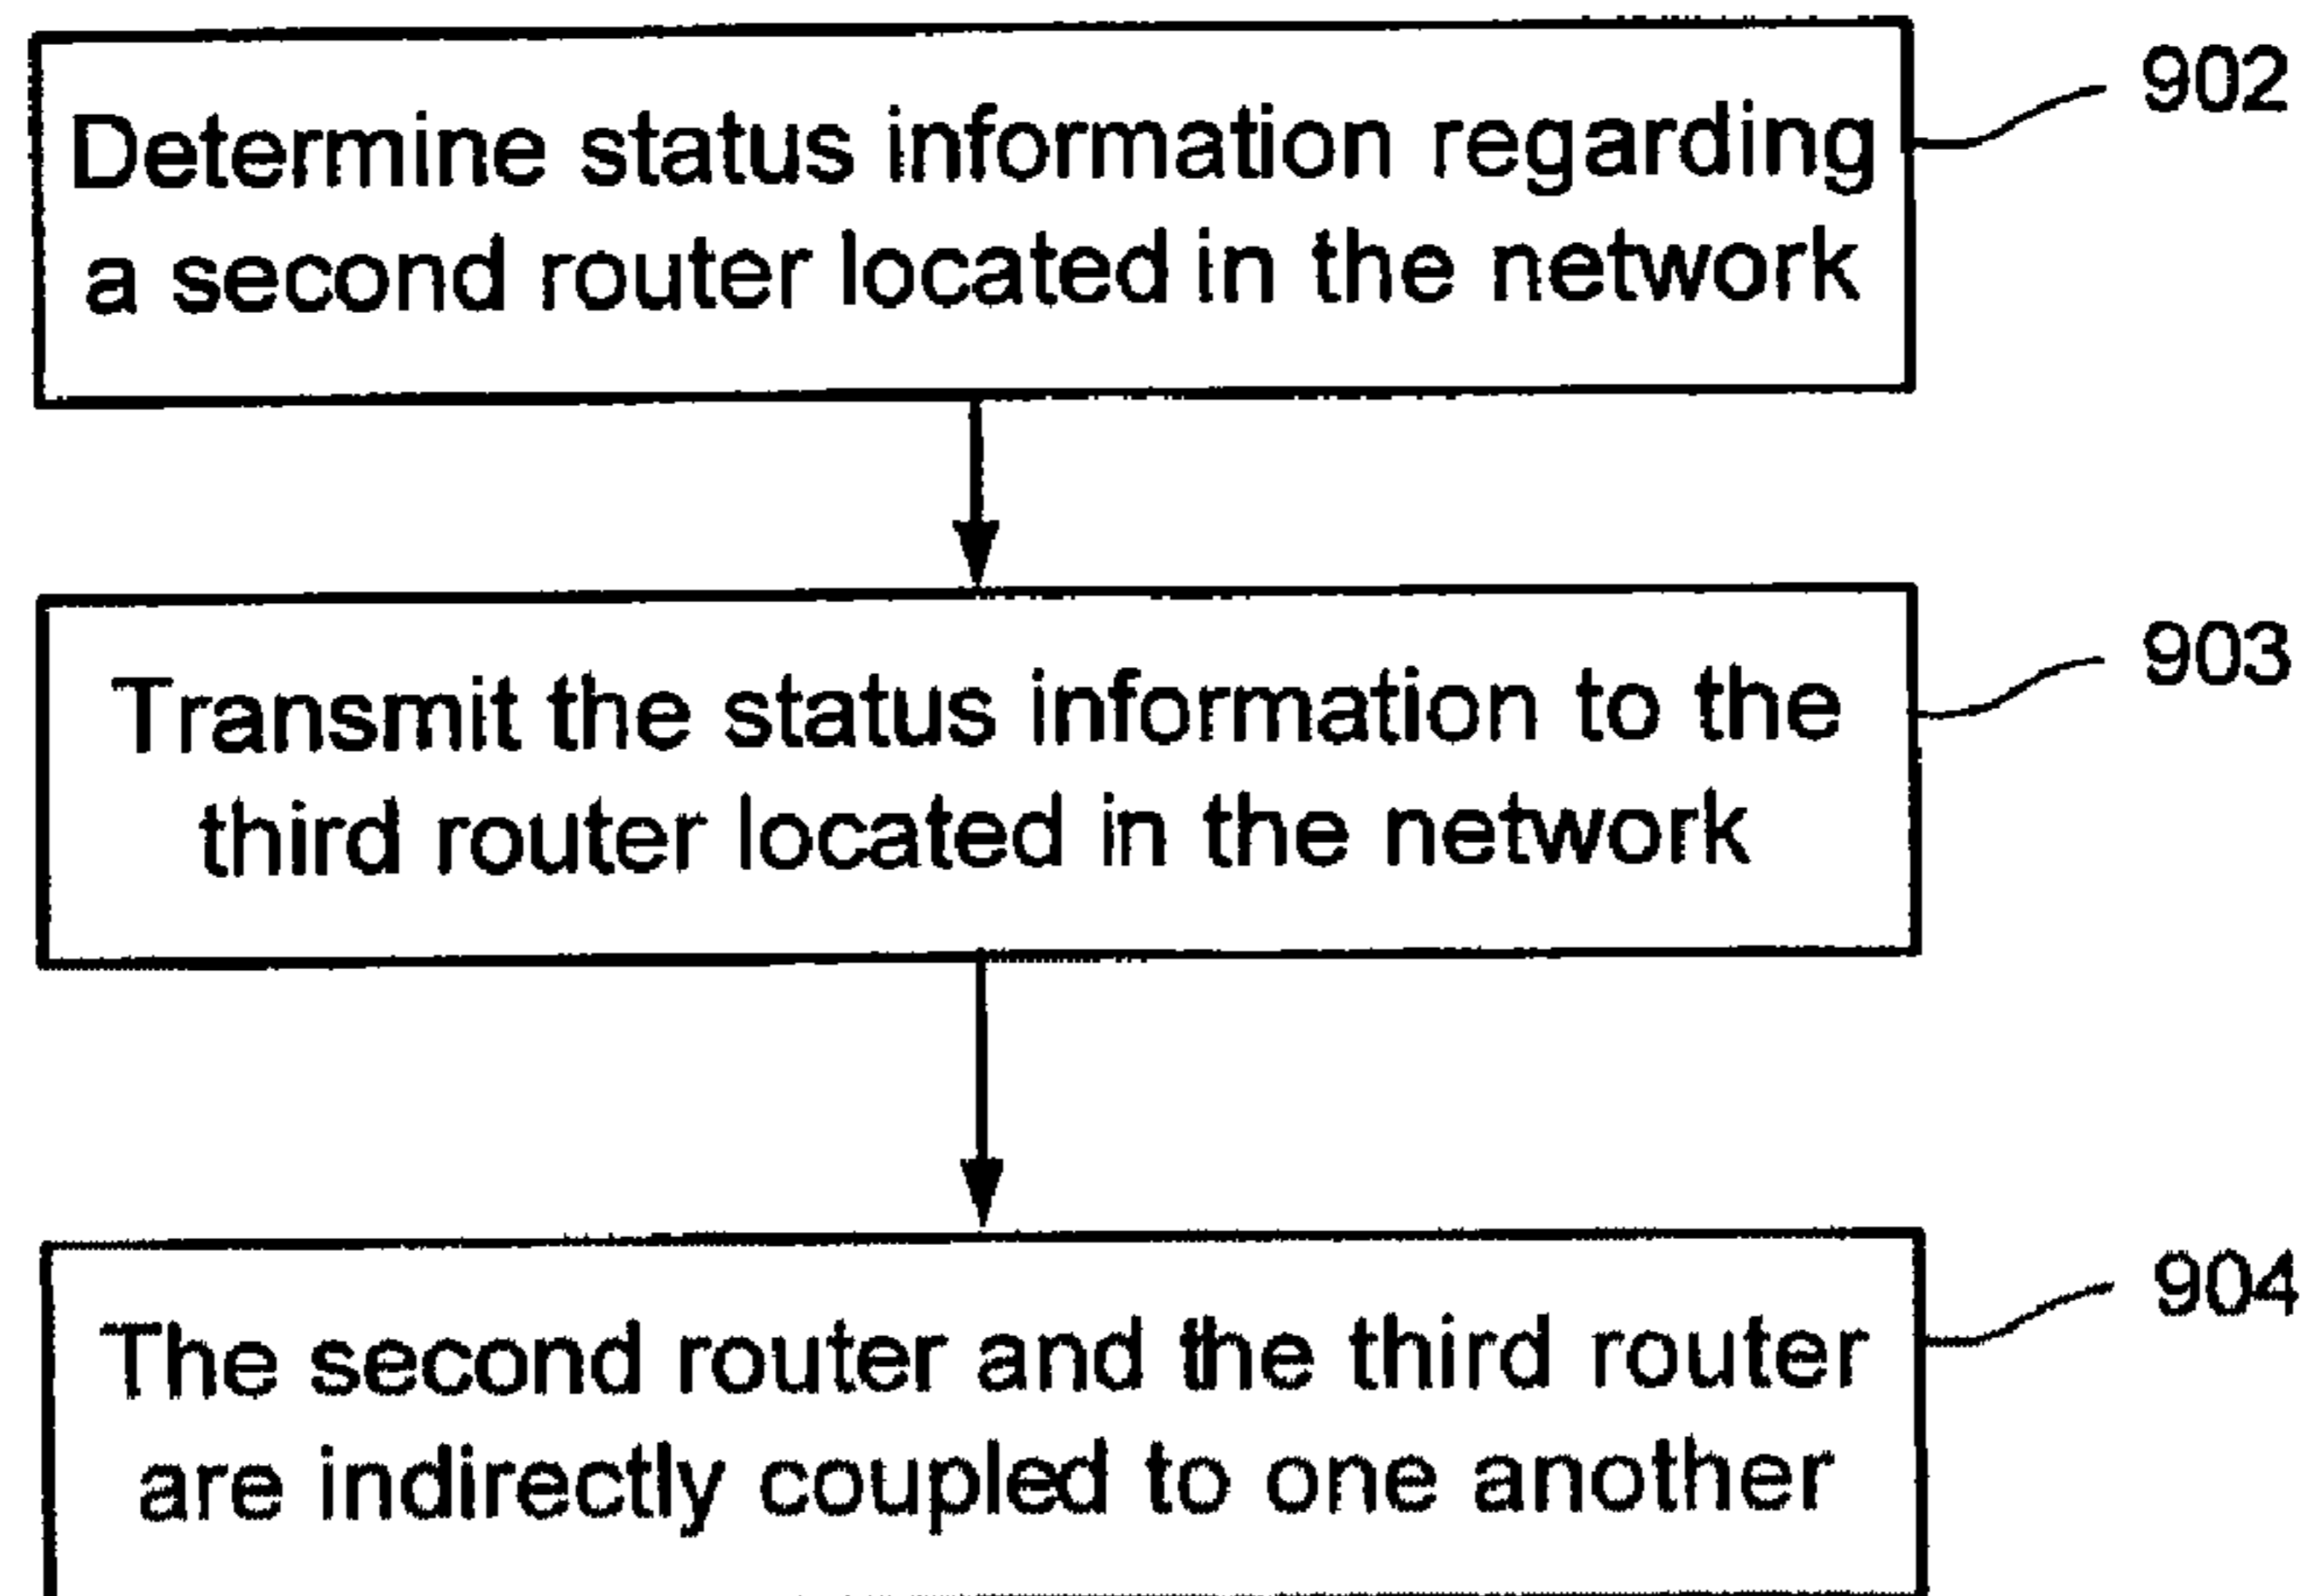 Determine status information regarding
a second router located in the network
902
Transmit the status information to the
third router located in the network
903
The second router and the third router
are indirectly coupled to one another
904